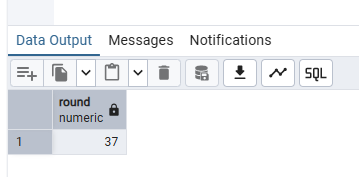 Data Output Messages Notifications
SQL
round
numeric
1 37